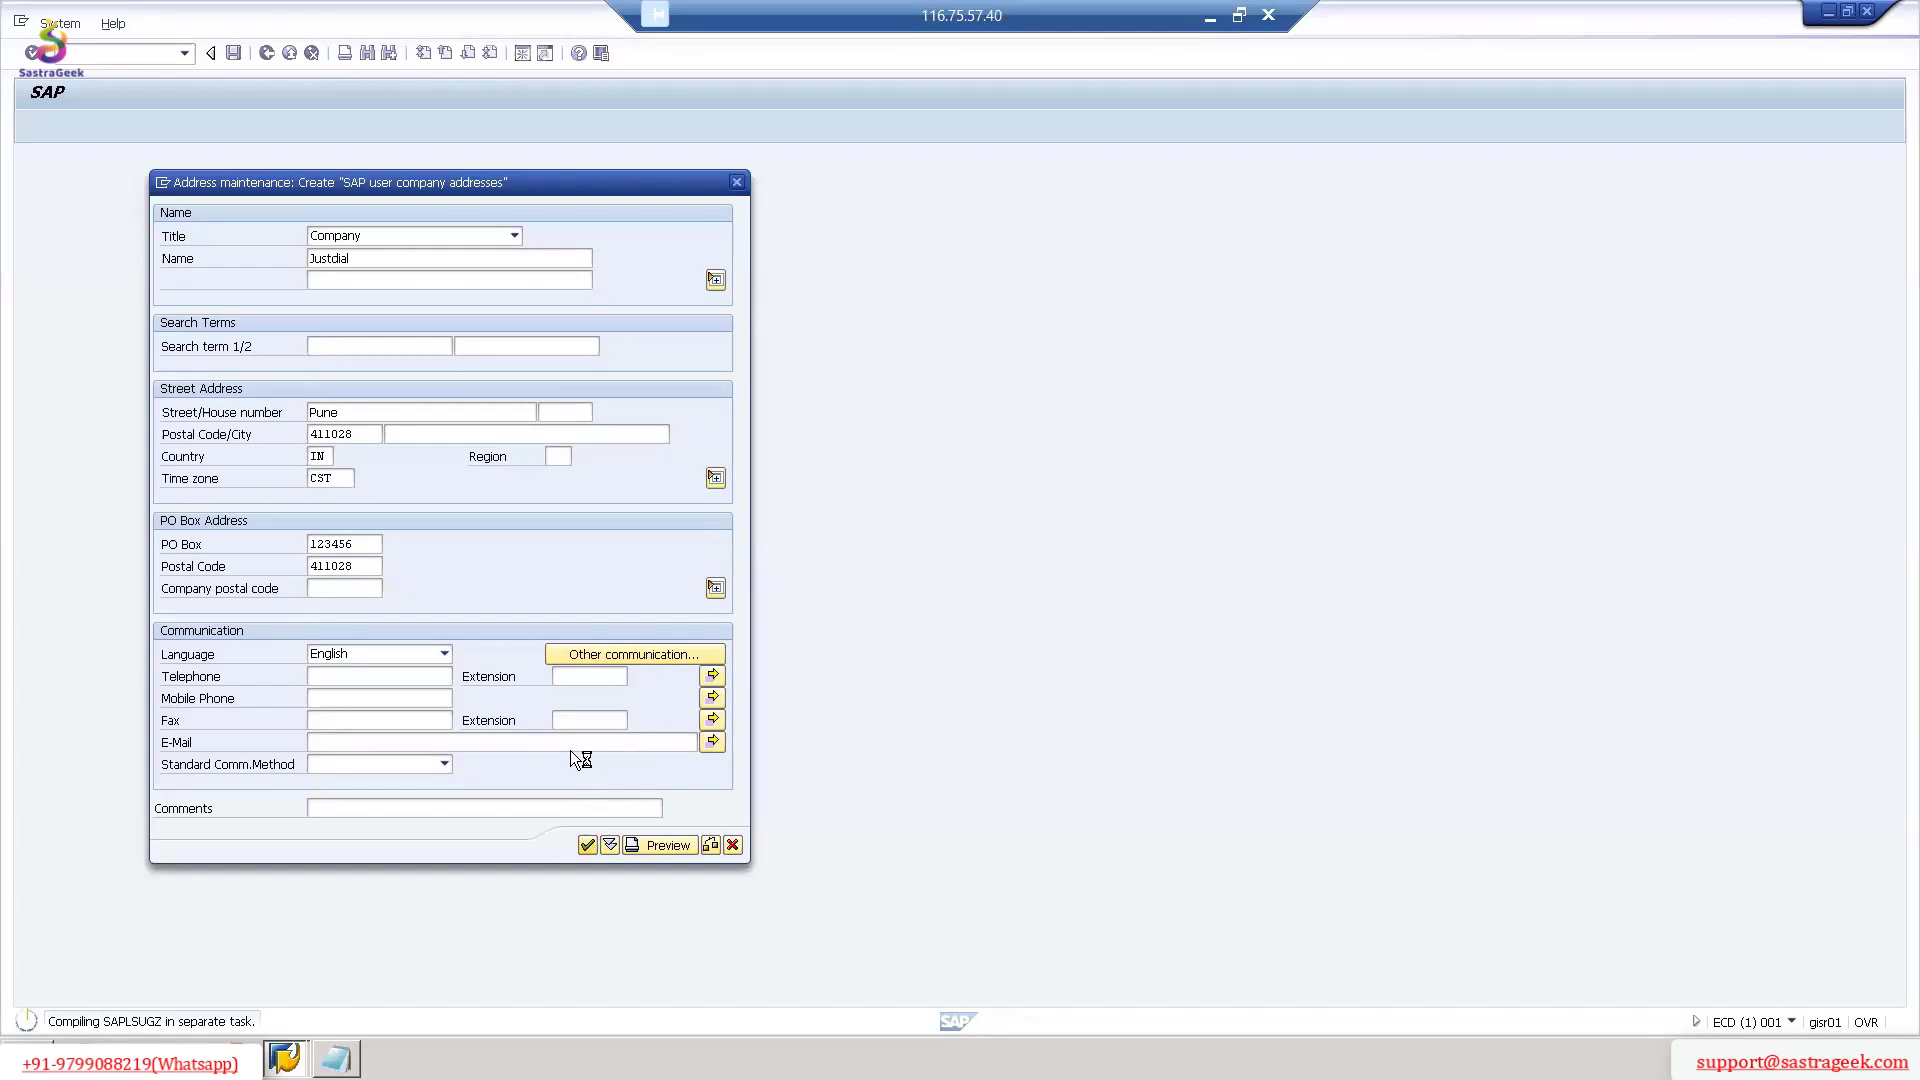 System Help
116.75.57.40
SastraGeek
SAP
Address maintenance: Create "SAP user company addresses"
Name
Title Company
Name Justdial
Search Terms
Search term 1/2
Street Address
Street/House number Pune
Postal Code/City 411028
Country IN Region
Time zone CST
PO Box Address
PO Box 123456
Postal Code 411028
Company postal code
Communication
Language English Other communication...
Telephone Extension
Mobile Phone
Fax Extension
E-Mail
Standard Comm.Method
Comments
Preview
Compiling SAPLSUGZ in separate task.
SAP
ECD (1) 001 gisr01 OVR
+91-9799088219(Whatsapp)
support@sastrageek.com